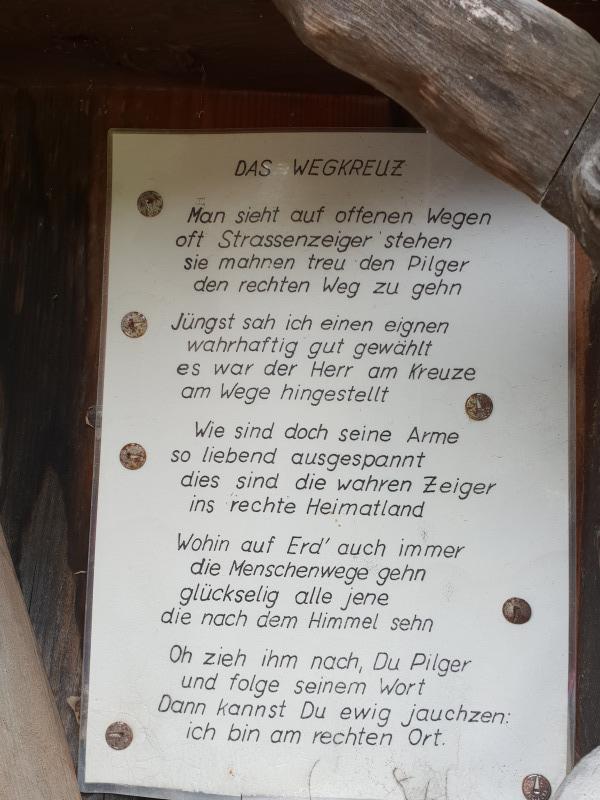 DAS WEGKREUZ
Man sieht auf offenen Wegen
oft Strassenzeiger stehen
sie mahnen treu den Pilger
den rechten Weg zu gehn
Jüngst sah ich einen eignen
wahrhaftig gut gewählt
es war der Herr am Kreuze
am Wege hingestellt
Wie sind doch seine Arme
so liebend ausgespannt
dies sind die wahren Zeiger
ins rechte Heimatland
Wohin auf Erd' auch immer
die Menschenwege gehn
glückselig alle jene
die nach dem Himmel sehn
Oh zieh ihm nach, Du Pilger
und folge seinem Wort
Dann kannst Du ewig jauchzen:
ich bin am rechten Ort.